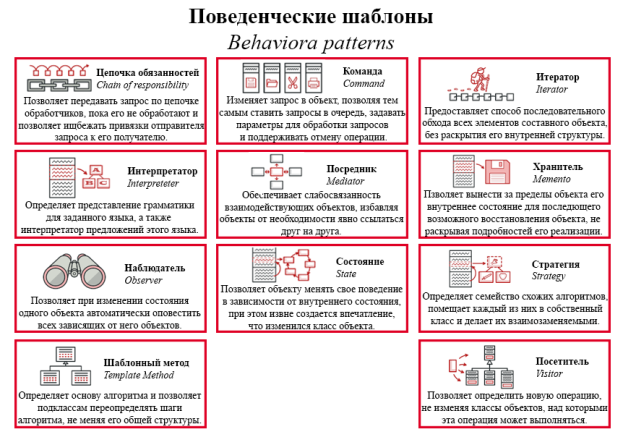 Поведенческие шаблоны
Behaviora patterns
Цепочка обязанностей
Chain of responsibility
Позволяет передавать запрос по цепочке
обработчиков, пока его не обработают и
позволяет ищбежать привязки отправителя
запроса к его получателю.
Команда
Command
Изменяет запрос в объект, позволяя тем
самым ставить запросы в очередь, задавать
параметры для обработки запросов
и поддерживать отмену операции.
Итератор
Iterator
Предоставляет способ последовательного
обхода всех элементов составного объекта,
без раскрытия его внутренней структуры.
Интерпретатор
Interpreteter
Определяет представление грамматики
для заданного языка, а также
интерпретатор предложений этого языка.
Посредник
Mediator
Обеспечивает слабосвязанность
взаимодействующих объектов, избавляя
объекты от необходимости явно ссылаться
друг на друга.
Хранитель
Memento
Пзволяет вынести за пределы объекта его
внутреннее состояние для последющего
возможного восстановления объекта, не
раскрывая подробностей его реализации.
Наблюдатель
Observer
Позволяет при изменении состояния
одного объекта автоматически оповестить
всех зависящих от него объектов.
Состояние
State
Позволяет объекту менять свое поведение
в зависимости от внутреннего состояния,
при этом извне создается впечатление,
что изменился класс объекта.
Стратегия
Strategy
Определяет семейство схожих алгоритмов,
помещает каждый из них в собственный
класс и делает их взаимозаменяемыми.
Шаблонный метод
Template Method
Определяет основу алгоритма и позволяет
подклассам переопределять шаги
алгоритма, не меняя его общей структуры.
Посетитель
Visitor
Позволяет определить новую операцию,
не изменяя классы объектов, над которыми
эта операция может выполняться.
A
B C